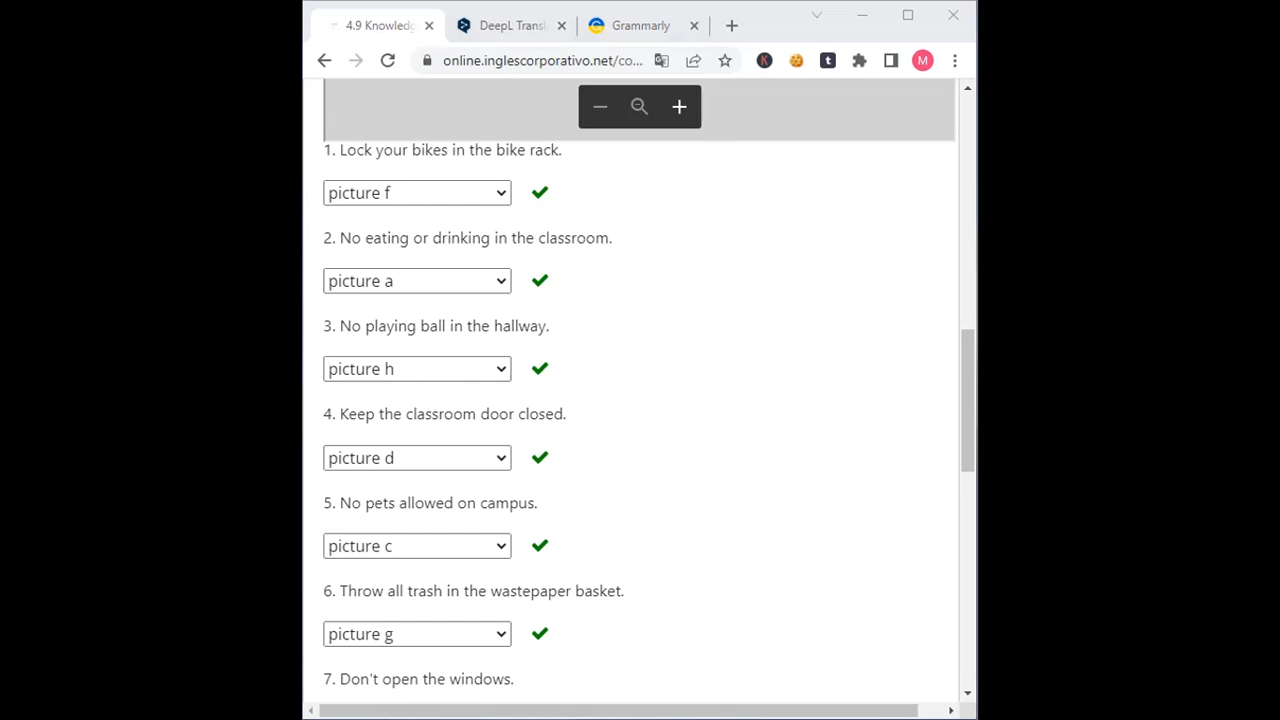 4.9 Knowledg
DeepL Transl
Grammarly
online.inglescorporativo.net/co...
K
t
M
1. Lock your bikes in the bike rack.
picture f
2. No eating or drinking in the classroom.
picture a
3. No playing ball in the hallway.
picture h
4. Keep the classroom door closed.
picture d
5. No pets allowed on campus.
picture c
6. Throw all trash in the wastepaper basket.
picture g
7. Don't open the windows.